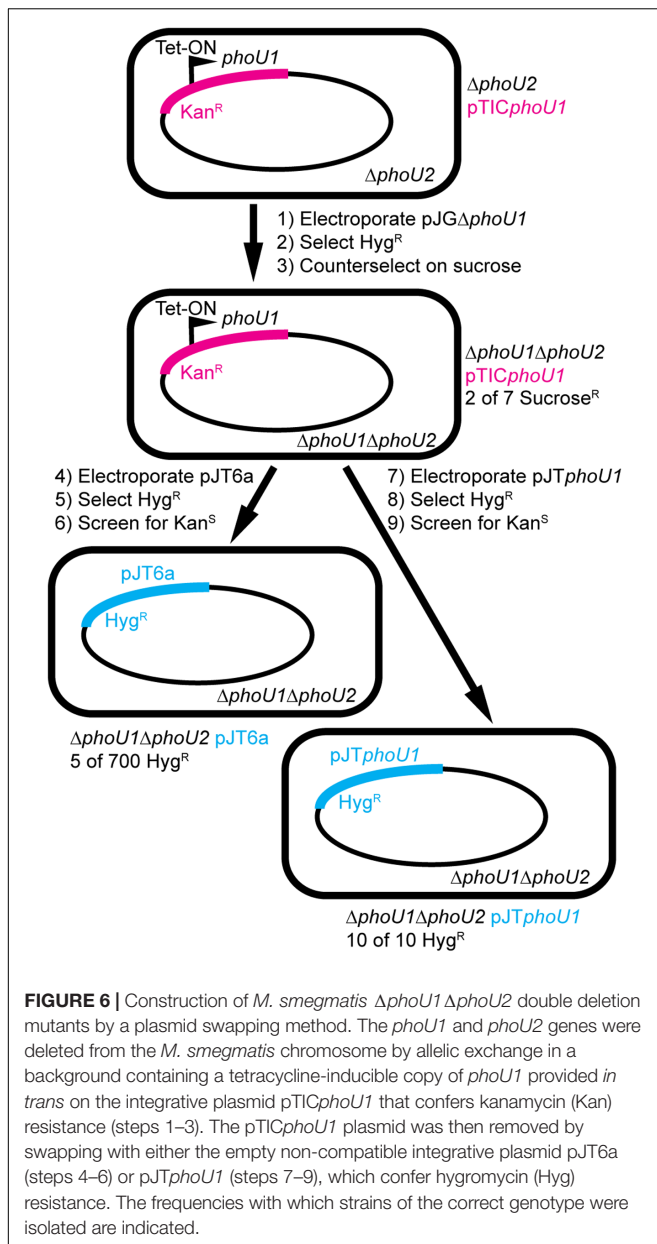 Tet-ON
phoU1
Kanᴿ
ΔphoU2
ΔphoU2
pTICphoU1
1) Electroporate pJGΔphoU1
2) Select Hygᴿ
3) Counterselect on sucrose
Tet-ON
phoU1
Kanᴿ
ΔphoU1ΔphoU2
ΔphoU1ΔphoU2
pTICphoU1
2 of 7 Sucroseᴿ
4) Electroporate pJT6a
5) Select Hygᴿ
6) Screen for Kanˢ
7) Electroporate pJTphoU1
8) Select Hygᴿ
9) Screen for Kanˢ
pJT6a
Hygᴿ
ΔphoU1ΔphoU2
ΔphoU1ΔphoU2 pJT6a
5 of 700 Hygᴿ
pJTphoU1
Hygᴿ
ΔphoU1ΔphoU2
ΔphoU1ΔphoU2 pJTphoU1
10 of 10 Hygᴿ
FIGURE 6 | Construction of M. smegmatis ΔphoU1ΔphoU2 double deletion
mutants by a plasmid swapping method. The phoU1 and phoU2 genes were
deleted from the M. smegmatis chromosome by allelic exchange in a
background containing a tetracycline-inducible copy of phoU1 provided in
trans on the integrative plasmid pTICphoU1 that confers kanamycin (Kan)
resistance (steps 1–3). The pTICphoU1 plasmid was then removed by
swapping with either the empty non-compatible integrative plasmid pJT6a
(steps 4–6) or pJTphoU1 (steps 7–9), which confer hygromycin (Hyg)
resistance. The frequencies with which strains of the correct genotype were
isolated are indicated.